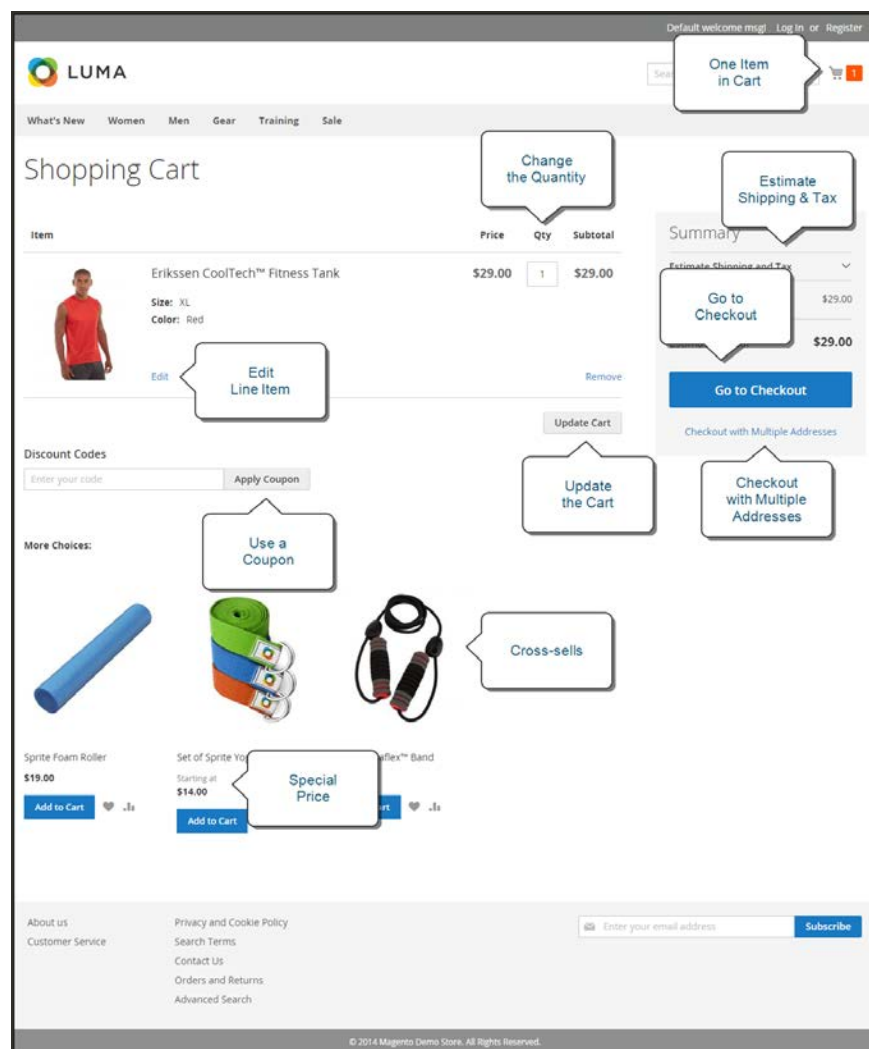 Default welcome msg! Log In or Register
LUMA
One Item
in Cart
1
What's New Women Men Gear Training Sale
Shopping Cart
Change
the Quantity
Estimate
Shipping & Tax
Item Price Qty Subtotal
Summary
Erikssen CoolTech™ Fitness Tank $29.00 1 $29.00
Estimate Shipping and Tax
Size: XL
Color: Red
Go to
Checkout
$29.00
$29.00
Edit
Edit
Line Item
Remove
Go to Checkout
Update Cart
Checkout with Multiple Addresses
Discount Codes
Enter your code
Apply Coupon
Update
the Cart
Checkout
with Multiple
Addresses
Use a
Coupon
More Choices:
Cross-sells
Sprite Foam Roller
$19.00
Add to Cart
Set of Sprite
Starting at
$14.00
Add to Cart
Special
Price
Band
Enter your email address
Subscribe
About us
Customer Service
Privacy and Cookie Policy
Search Terms
Contact Us
Orders and Returns
Advanced Search
© 2014 Magento Demo Store. All Rights Reserved.